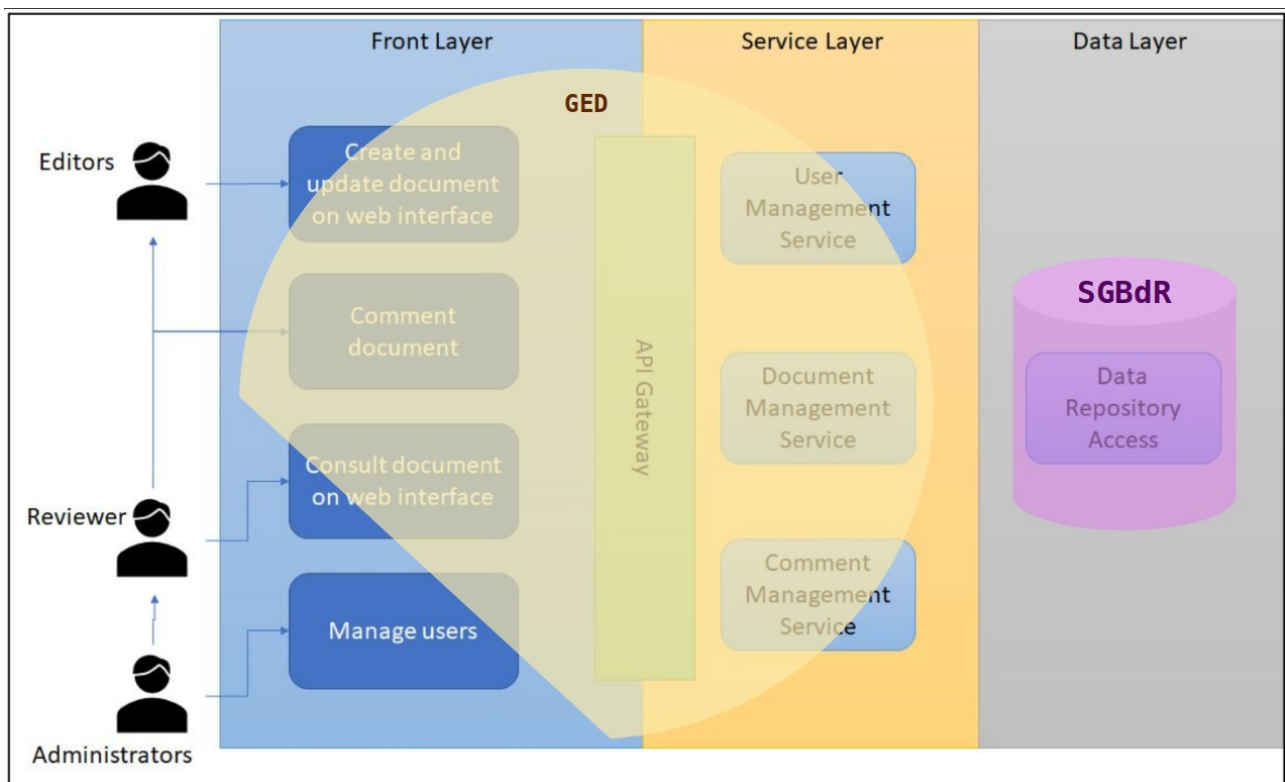 Front Layer
Service Layer
Data Layer
GED
Editors
Create and
update document
on web interface
User
Management
Service
Comment
document
API Gateway
Document
Management
Service
SGBdR
Data
Repository
Access
Reviewer
Consult document
on web interface
Comment
Management
Service
Manage users
Administrators